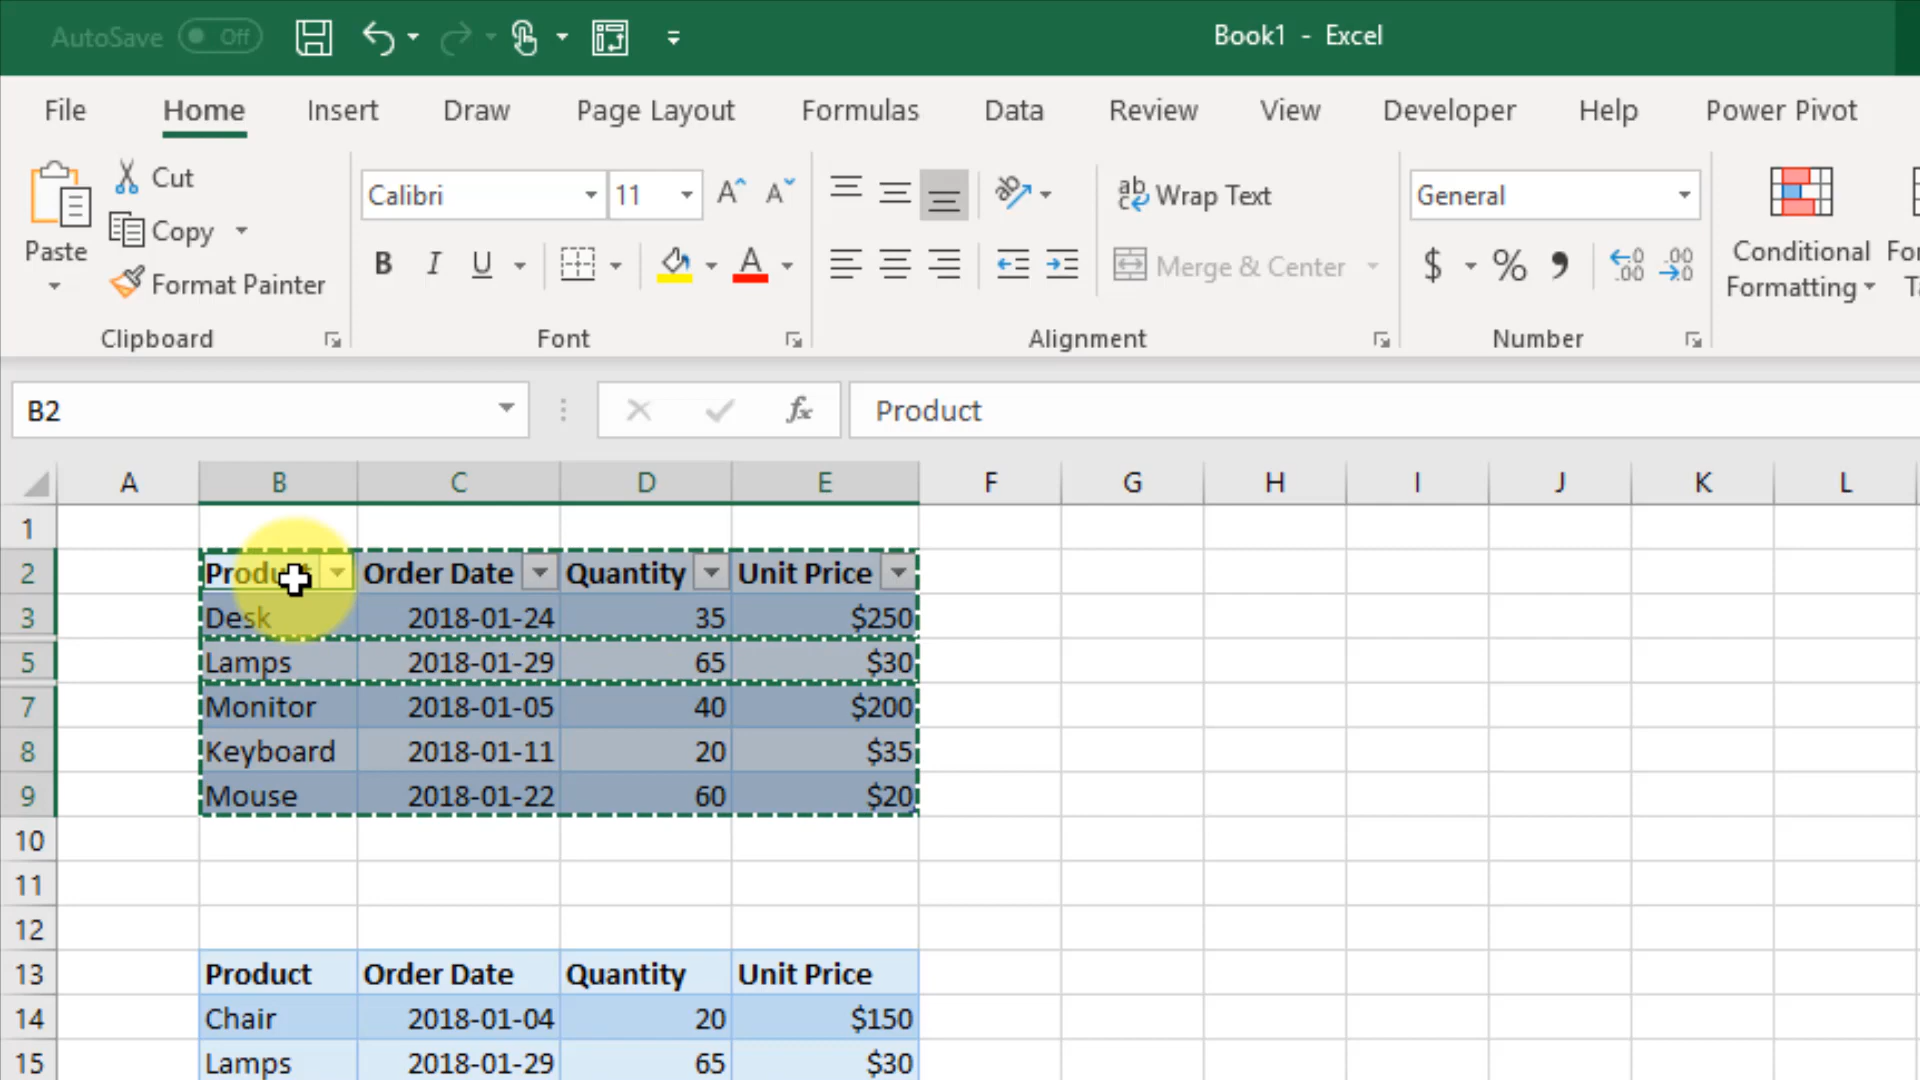 AutoSave Off Book1 - Excel
File Home Insert Draw Page Layout Formulas Data Review View Developer Help Power Pivot
Cut
Calibri 11 A A ab Wrap Text General
Copy
Paste
B I U A Merge & Center $ % , .00 .00 Conditional
Format Painter Formatting
Clipboard Font Alignment Number
B2 fx Product
A B C D E F G H I J K L
1
2 Product Order Date Quantity Unit Price
3 Desk 2018-01-24 35 $250
5 Lamps 2018-01-29 65 $30
7 Monitor 2018-01-05 40 $200
8 Keyboard 2018-01-11 20 $35
9 Mouse 2018-01-22 60 $20
10
11
12
13 Product Order Date Quantity Unit Price
14 Chair 2018-01-04 20 $150
15 Lamps 2018-01-29 65 $30